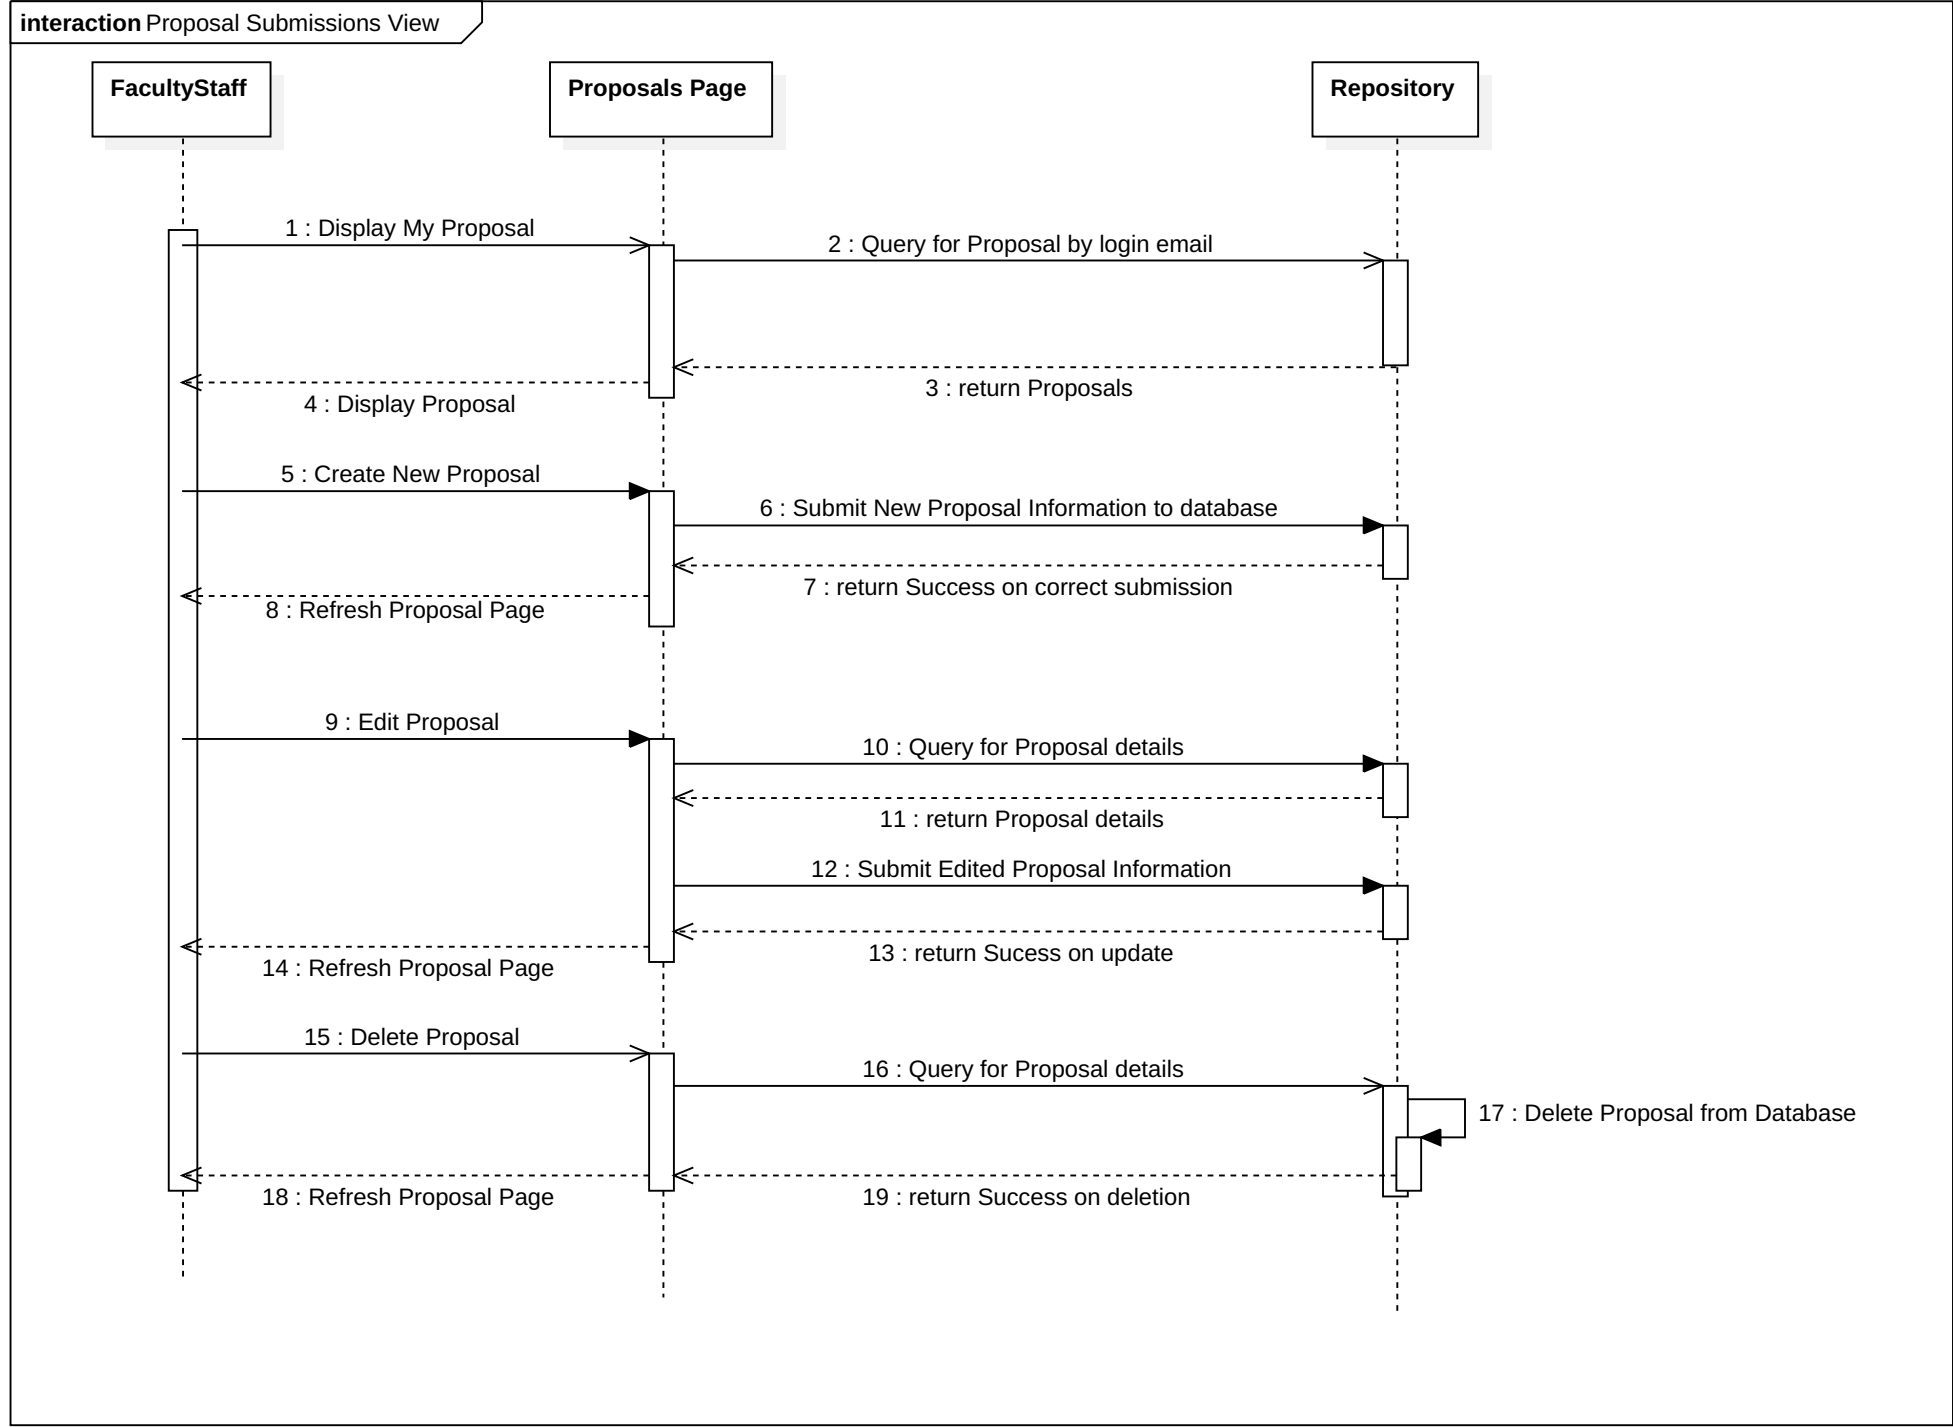 interaction Proposal Submissions View
FacultyStaff
Proposals Page
Repository
1 : Display My Proposal
2 : Query for Proposal by login email
3 : return Proposals
4 : Display Proposal
5 : Create New Proposal
6 : Submit New Proposal Information to database
7 : return Success on correct submission
8 : Refresh Proposal Page
9 : Edit Proposal
10 : Query for Proposal details
11 : return Proposal details
12 : Submit Edited Proposal Information
13 : return Sucess on update
14 : Refresh Proposal Page
15 : Delete Proposal
16 : Query for Proposal details
17 : Delete Proposal from Database
18 : Refresh Proposal Page
19 : return Success on deletion